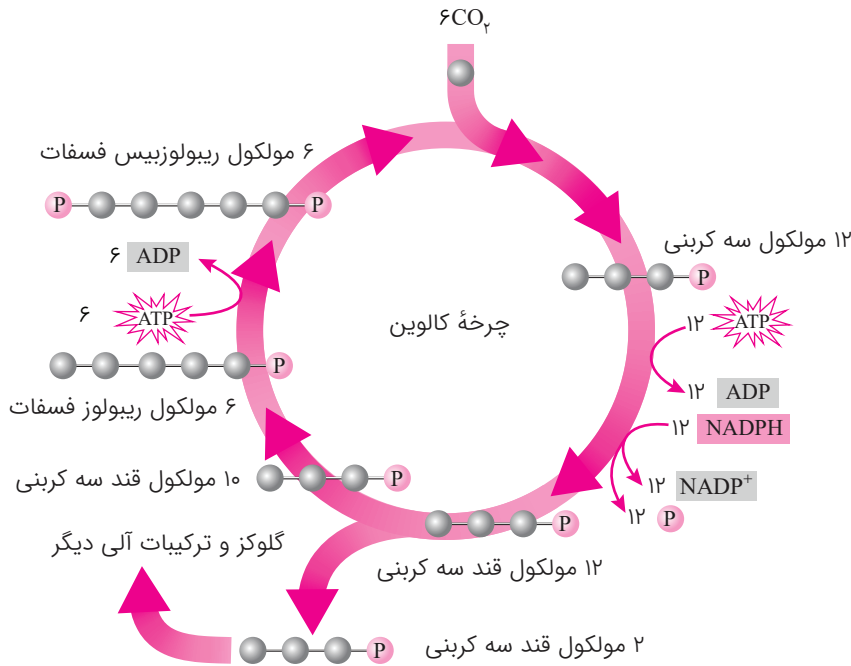 ۶CO۲
۶ مولکول ریبولوزبیس فسفات
P
P
۱۲ مولکول سه کربنی
P
۶ ADP
۶ ATP
چرخهٔ کالوین
۱۲ ATP
۱۲ ADP
P
۶ مولکول ریبولوز فسفات
۱۲ NADPH
۱۲ NADP+
۱۲ P
P
۱۰ مولکول قند سه کربنی
P
۱۲ مولکول قند سه کربنی
گلوکز و ترکیبات آلی دیگر
P
۲ مولکول قند سه کربنی